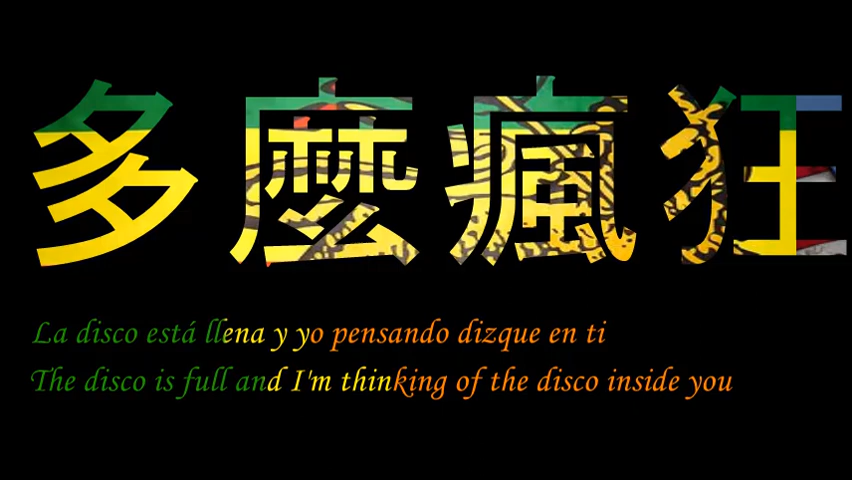 多麼瘋狂
La disco está llena y yo pensando dizque en ti
The disco is full and I'm thinking of the disco inside you